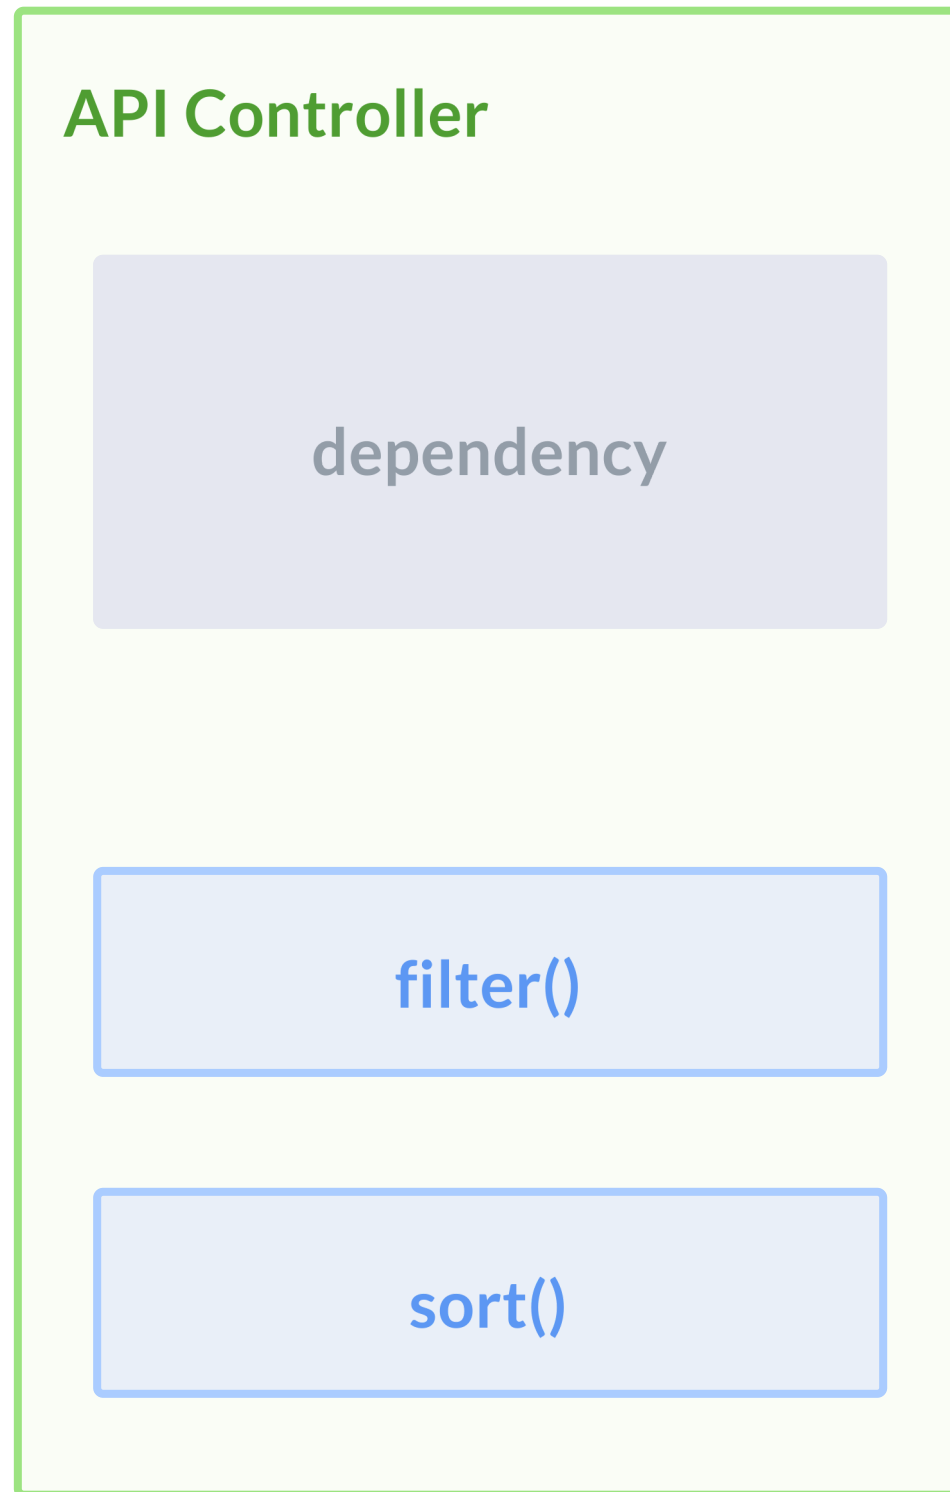 API Controller
dependency
filter()
sort()